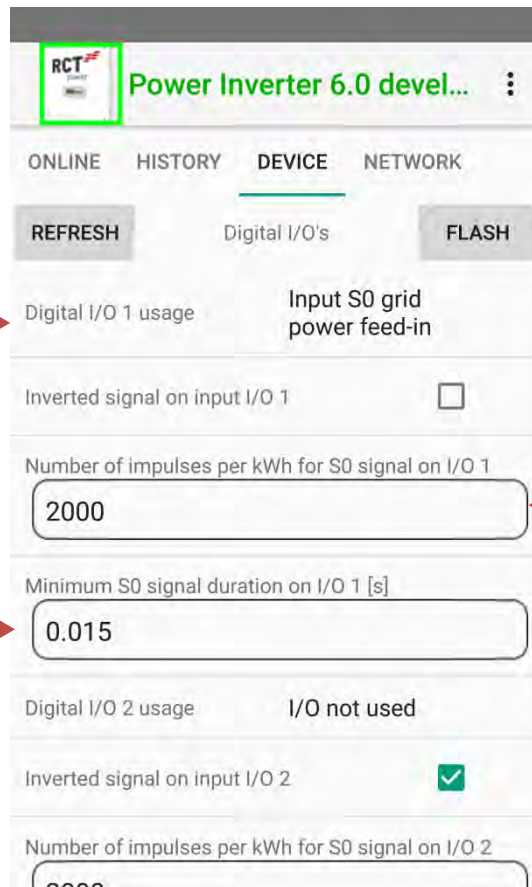 RCT
power
Power Inverter 6.0 devel...
ONLINE HISTORY DEVICE NETWORK
REFRESH Digital I/O's FLASH
Digital I/O 1 usage Input S0 grid
power feed-in
Inverted signal on input I/O 1
Number of impulses per kWh for S0 signal on I/O 1
2000
Minimum S0 signal duration on I/O 1 [s]
0.015
Digital I/O 2 usage I/O not used
Inverted signal on input I/O 2
Number of impulses per kWh for S0 signal on I/O 2